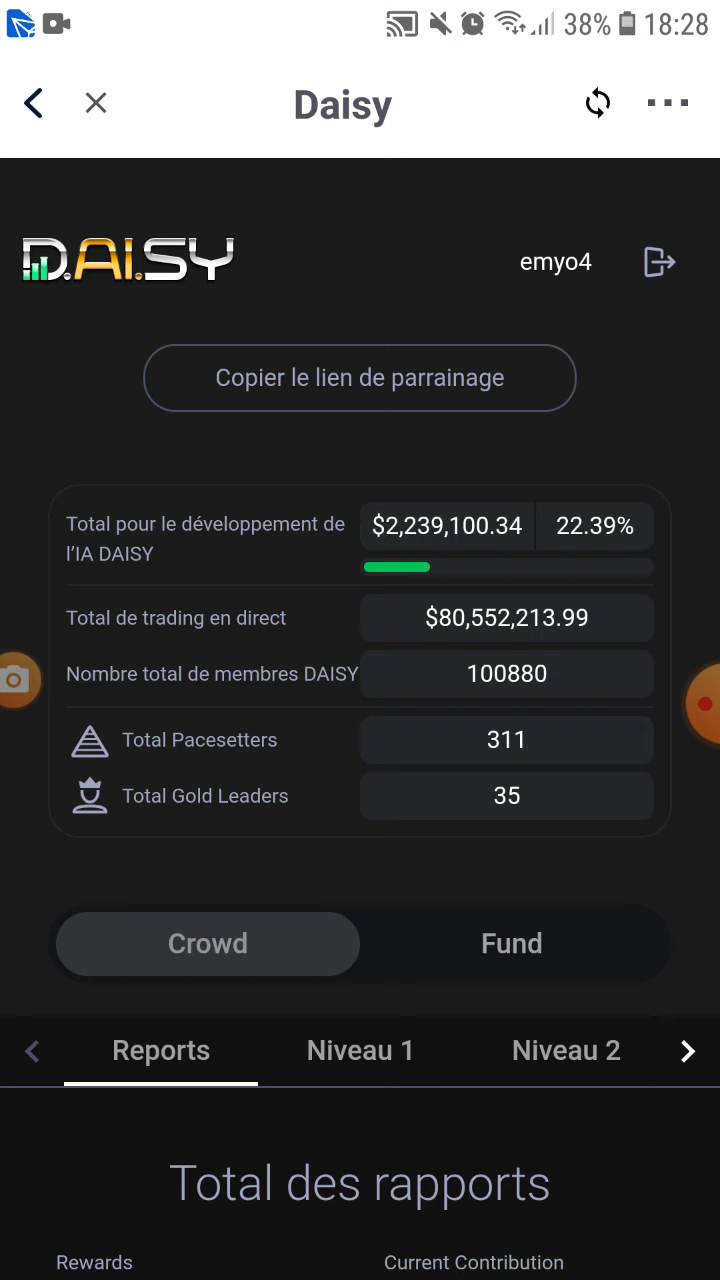 38% 18:28
Daisy
D.AI.SY
emyo4
Copier le lien de parrainage
Total pour le développement de
l'IA DAISY
$2,239,100.34 22.39%
Total de trading en direct $80,552,213.99
Nombre total de membres DAISY 100880
Total Pacesetters 311
Total Gold Leaders 35
Crowd Fund
Reports Niveau 1 Niveau 2
Total des rapports
Rewards Current Contribution